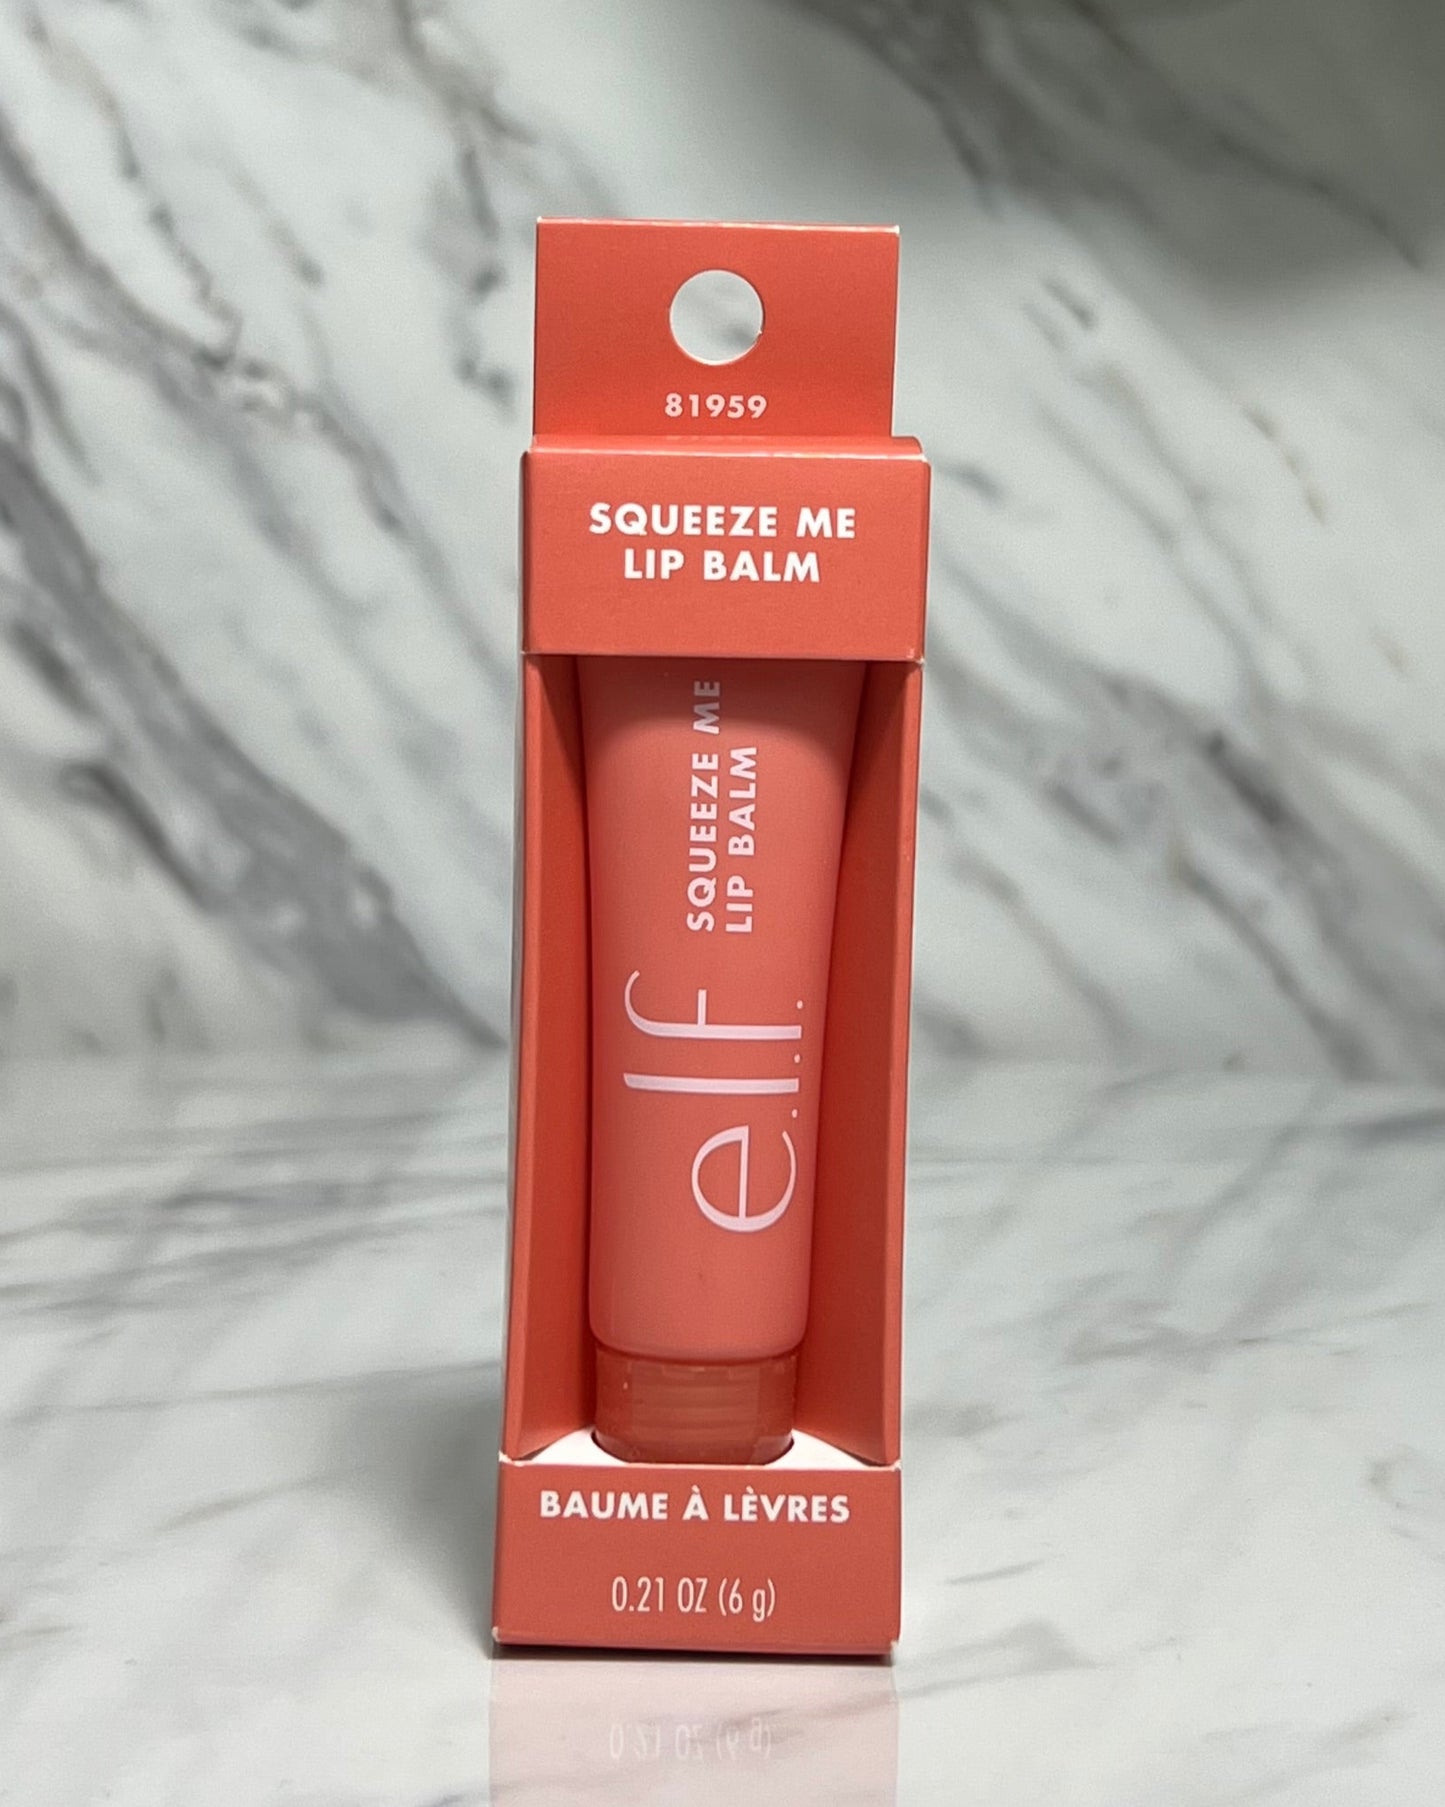 81959
SQUEEZE ME
LIP BALM
SQUEEZE ME
LIP BALM
e.l.f.
BAUME À LÈVRES
0.21 OZ (6 g)